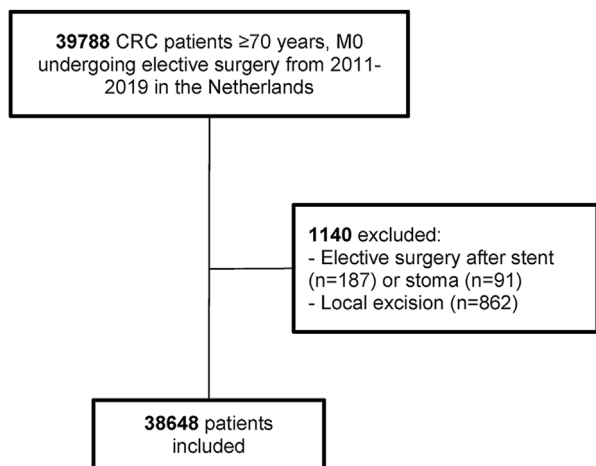 39788 CRC patients ≥70 years, M0
undergoing elective surgery from 2011-
2019 in the Netherlands
1140 excluded:
- Elective surgery after stent
(n=187) or stoma (n=91)
- Local excision (n=862)
38648 patients
included